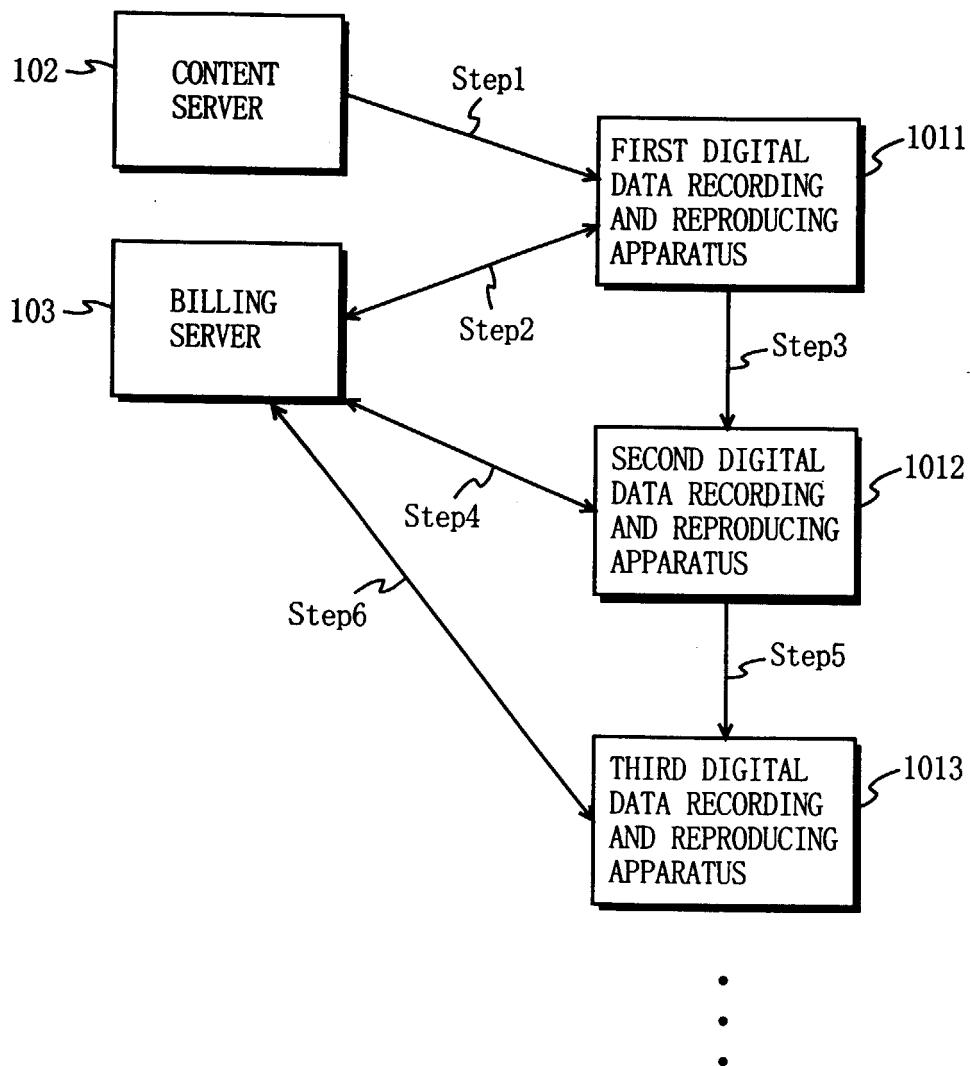 102
CONTENT
SERVER
Step1
FIRST DIGITAL
DATA RECORDING
AND REPRODUCING
APPARATUS
1011
103
BILLING
SERVER
Step2
Step3
Step4
SECOND DIGITAL
DATA RECORDING
AND REPRODUCING
APPARATUS
1012
Step6
Step5
THIRD DIGITAL
DATA RECORDING
AND REPRODUCING
APPARATUS
1013